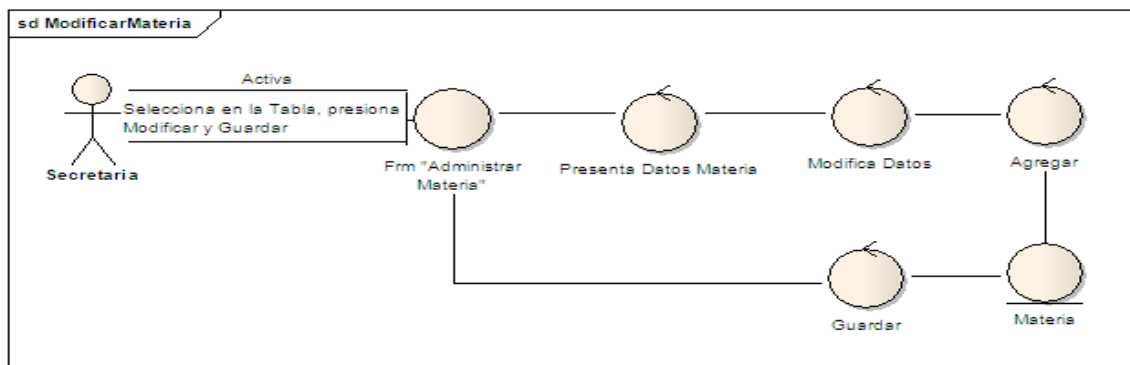 sd ModificarMateria
Activa
Selecciona en la Tabla, presiona
Modificar y Guardar
Secretaria
Frm "Administrar
Materia"
Presenta Datos Materia
Modifica Datos
Agregar
Guardar
Materia